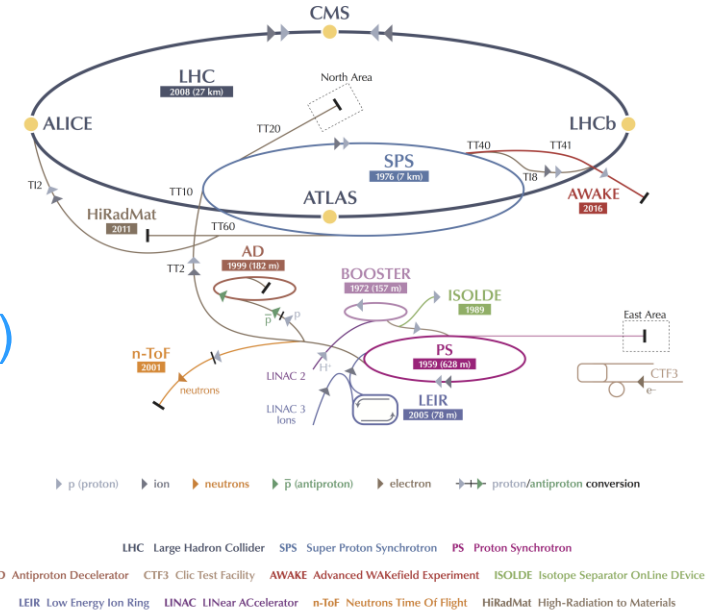 CMS
LHC
2008 (27 km)
North Area
ALICE
LHCb
TT20
TT40
TT41
SPS
1976 (7 km)
TI8
TI2
TT10
ATLAS
AWAKE
2016
HiRadMat
2011
TT60
AD
1999 (182 m)
TT2
BOOSTER
1972 (157 m)
ISOLDE
1989
p̅
p
East Area
n-ToF
2001
PS
1959 (628 m)
LINAC 2
H+
neutrons
CTF3
e-
LEIR
2005 (78 m)
LINAC 3
Ions
)
p (proton) ion neutrons p̅ (antiproton) electron proton/antiproton conversion
LHC Large Hadron Collider SPS Super Proton Synchrotron PS Proton Synchrotron
D Antiproton Decelerator CTF3 Clic Test Facility AWAKE Advanced WAKefield Experiment ISOLDE Isotope Separator OnLine DEvice
LEIR Low Energy Ion Ring LINAC LINear ACcelerator n-ToF Neutrons Time Of Flight HiRadMat High-Radiation to Materials